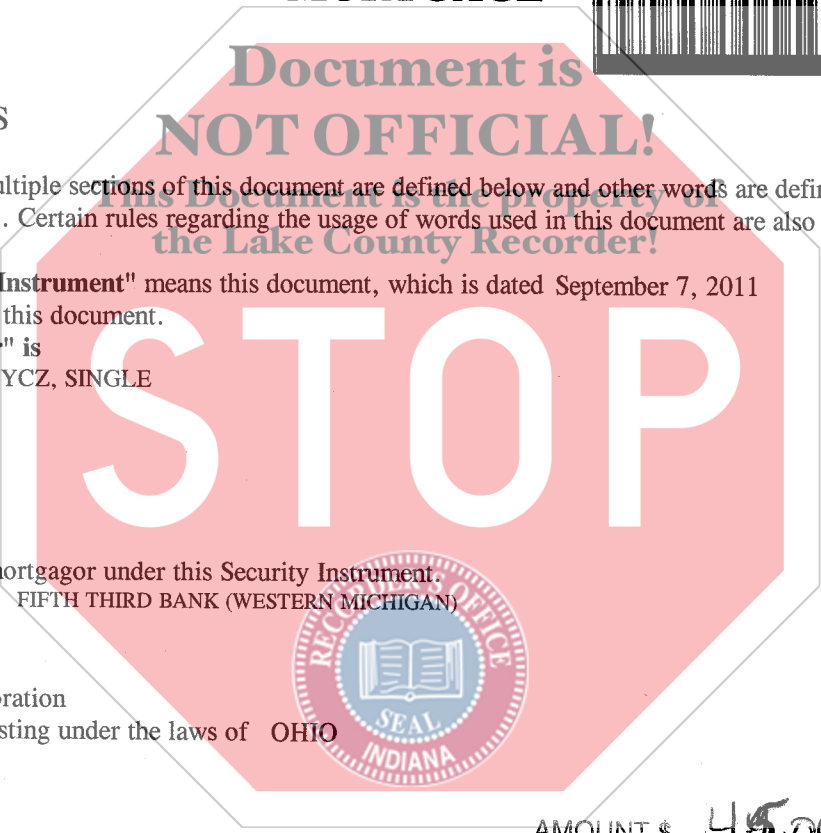 Document is
NOT OFFICIAL!
S
ultiple sections of this document are defined below and other words are defin
This Document is the property of
. Certain rules regarding the usage of words used in this document are also
the Lake County Recorder!
Instrument" means this document, which is dated September 7, 2011
this document.
" is
YCZ, SINGLE
STOP
ortgagor under this Security Instrument.
FIFTH THIRD BANK (WESTERN MICHIGAN)
RECORDER'S OFFICE
SEAL
INDIANA
oration
sting under the laws of OHIO
AMOUNT $